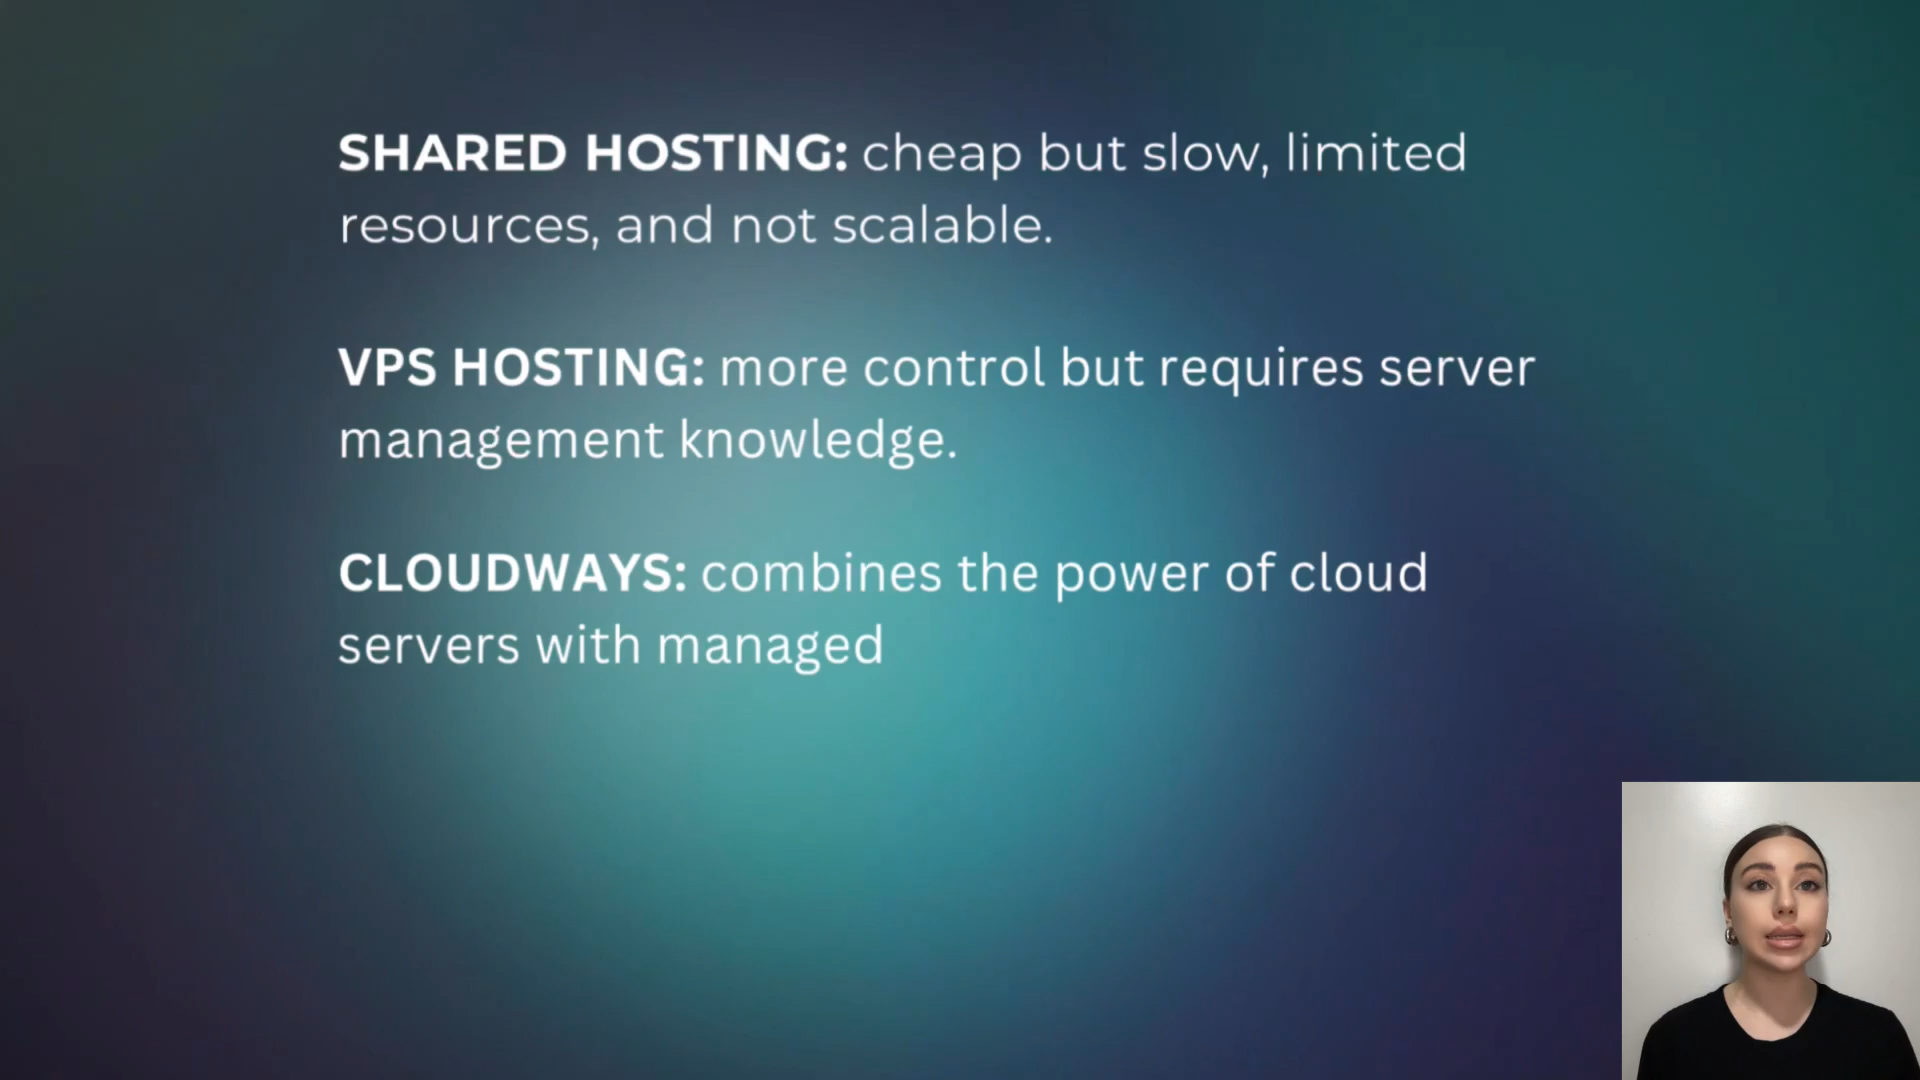 SHARED HOSTING: cheap but slow, limited
resources, and not scalable.
VPS HOSTING: more control but requires server
management knowledge.
CLOUDWAYS: combines the power of cloud
servers with managed